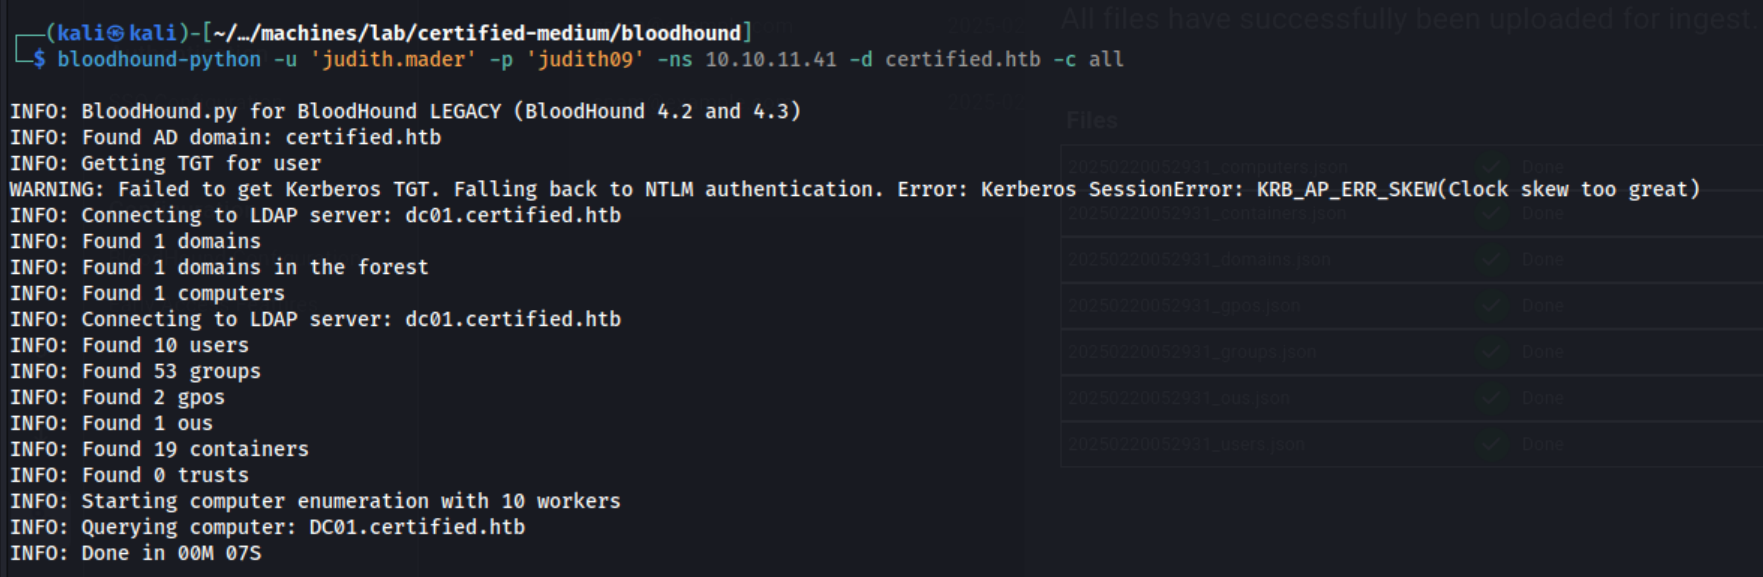 ┌──(kali㉿kali)-[~/…/machines/lab/certified-medium/bloodhound]
└─$ bloodhound-python -u 'judith.mader' -p 'judith09' -ns 10.10.11.41 -d certified.htb -c all
INFO: BloodHound.py for BloodHound LEGACY (BloodHound 4.2 and 4.3)
INFO: Found AD domain: certified.htb
INFO: Getting TGT for user
WARNING: Failed to get Kerberos TGT. Falling back to NTLM authentication. Error: Kerberos SessionError: KRB_AP_ERR_SKEW(Clock skew too great)
INFO: Connecting to LDAP server: dc01.certified.htb
INFO: Found 1 domains
INFO: Found 1 domains in the forest
INFO: Found 1 computers
INFO: Connecting to LDAP server: dc01.certified.htb
INFO: Found 10 users
INFO: Found 53 groups
INFO: Found 2 gpos
INFO: Found 1 ous
INFO: Found 19 containers
INFO: Found 0 trusts
INFO: Starting computer enumeration with 10 workers
INFO: Querying computer: DC01.certified.htb
INFO: Done in 00M 07S
All files have successfully been uploaded for ingest
Files
20250220052931_computers.json Done
20250220052931_containers.json Done
20250220052931_domains.json Done
20250220052931_gpos.json Done
20250220052931_groups.json Done
20250220052931_ous.json Done
20250220052931_users.json Done